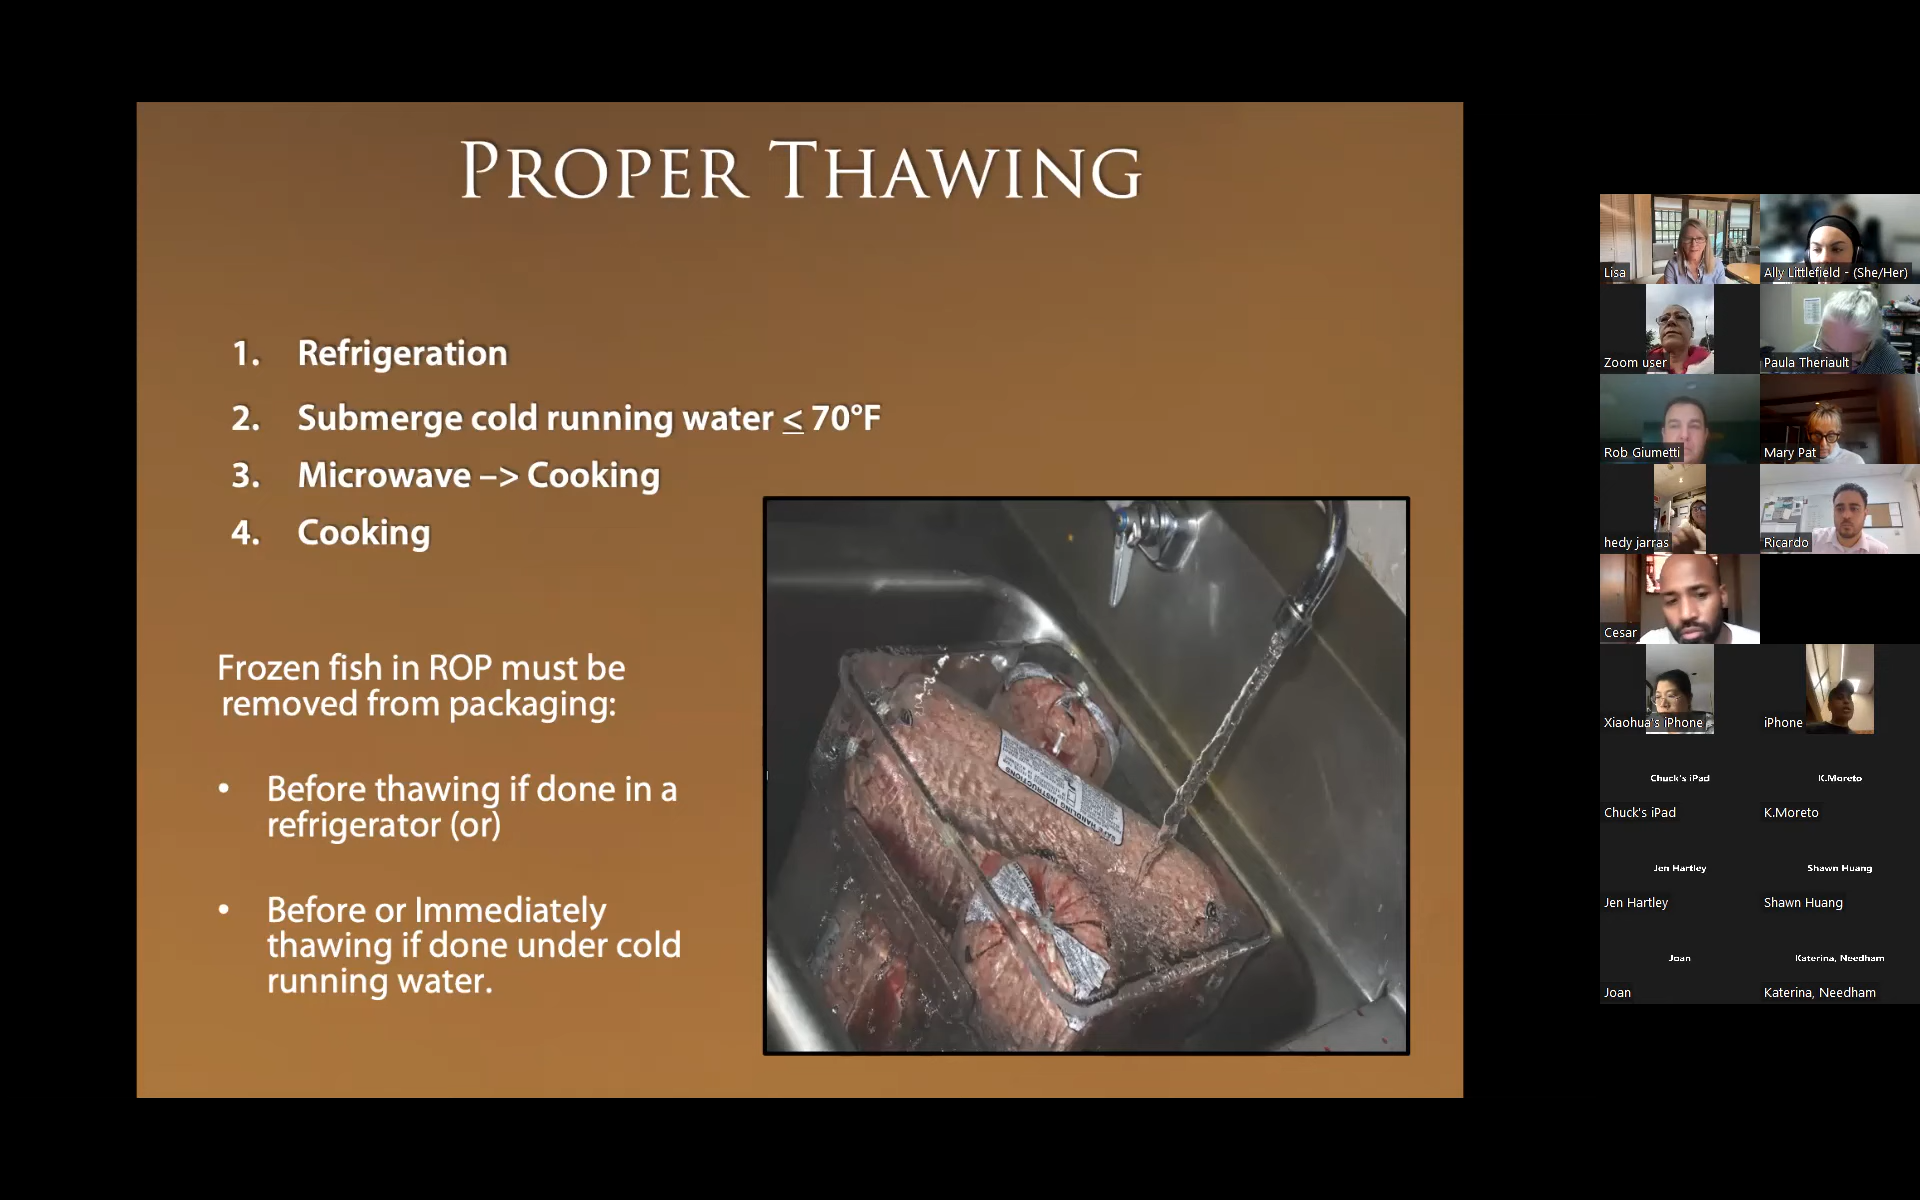 PROPER THAWING
1. Refrigeration
2. Submerge cold running water ≤ 70°F
3. Microwave –> Cooking
4. Cooking
Frozen fish in ROP must be
removed from packaging:
• Before thawing if done in a
refrigerator (or)
• Before or Immediately
thawing if done under cold
running water.
SAFE HANDLING INSTRUCTIONS
Lisa
Ally Littlefield - (She/Her)
Zoom user
Paula Theriault
Rob Giumetti
Mary Pat
hedy jarras
Ricardo
Cesar
Xiaohua's iPhone
iPhone
Chuck's iPad
K.Moreto
Chuck's iPad
K.Moreto
Jen Hartley
Shawn Huang
Jen Hartley
Shawn Huang
Joan
Katerina, Needham
Joan
Katerina, Needham